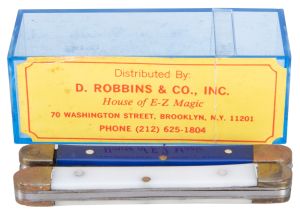 Distributed By:
D. ROBBINS & CO., INC.
House of E-Z Magic
70 WASHINGTON STREET, BROOKLYN, N.Y. 11201
PHONE (212) 625-1804